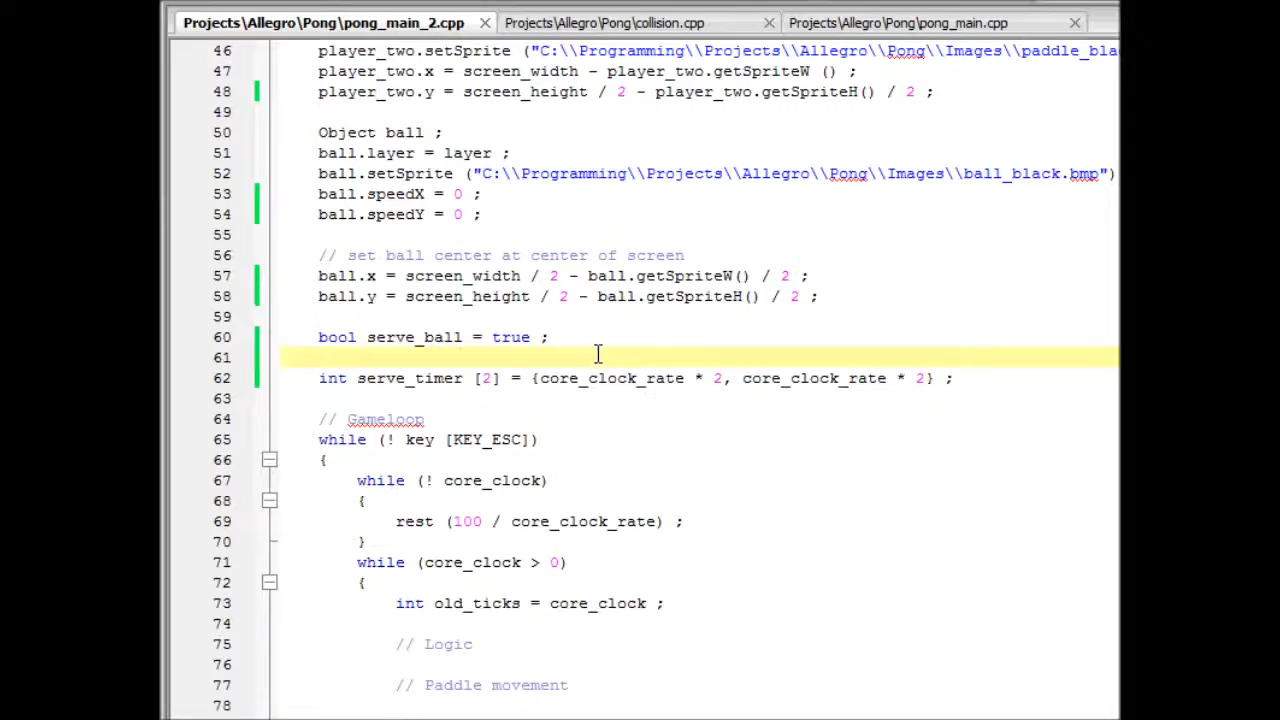 Projects\Allegro\Pong\pong_main_2.cpp Projects\Allegro\Pong\collision.cpp Projects\Allegro\Pong\pong_main.cpp
46 player_two.setSprite ("C:\\Programming\\Projects\\Allegro\\Pong\\Images\\paddle_bla
47 player_two.x = screen_width - player_two.getSpriteW () ;
48 player_two.y = screen_height / 2 - player_two.getSpriteH() / 2 ;
49
50 Object ball ;
51 ball.layer = layer ;
52 ball.setSprite ("C:\\Programming\\Projects\\Allegro\\Pong\\Images\\ball_black.bmp")
53 ball.speedX = 0 ;
54 ball.speedY = 0 ;
55
56 // set ball center at center of screen
57 ball.x = screen_width / 2 - ball.getSpriteW() / 2 ;
58 ball.y = screen_height / 2 - ball.getSpriteH() / 2 ;
59
60 bool serve_ball = true ;
61
62 int serve_timer [2] = {core_clock_rate * 2, core_clock_rate * 2} ;
63
64 // Gameloop
65 while (! key [KEY_ESC])
66 {
67 while (! core_clock)
68 {
69 rest (100 / core_clock_rate) ;
70 }
71 while (core_clock > 0)
72 {
73 int old_ticks = core_clock ;
74
75 // Logic
76
77 // Paddle movement
78